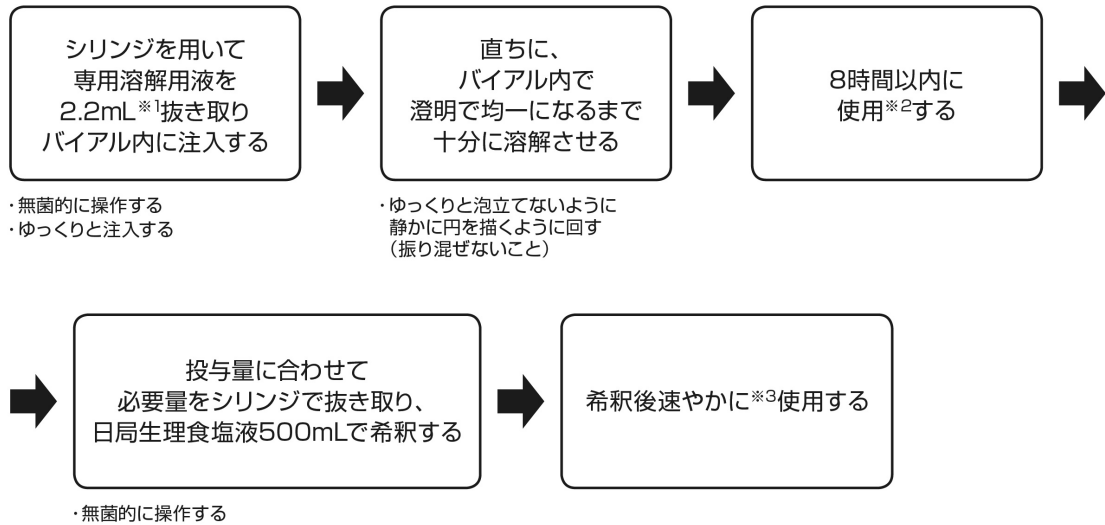 シリンジを用いて
専用溶解用液を
2.2mL※1抜き取り
バイアル内に注入する
・無菌的に操作する
・ゆっくりと注入する
直ちに、
バイアル内で
澄明で均一になるまで
十分に溶解させる
・ゆっくりと泡立てないように
静かに円を描くように回す
（振り混ぜないこと）
8時間以内に
使用※2する
投与量に合わせて
必要量をシリンジで抜き取り、
日局生理食塩液500mLで希釈する
・無菌的に操作する
希釈後速やかに※3使用する